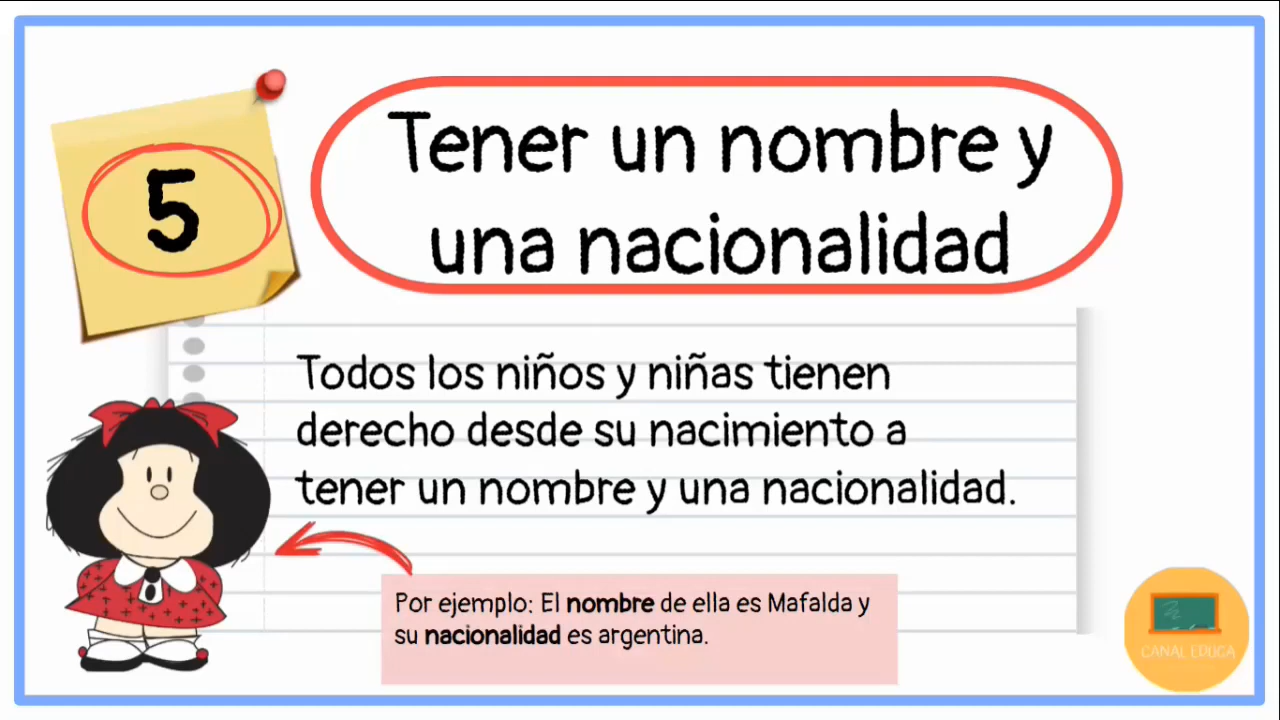 5
Tener un nombre y
una nacionalidad
Todos los niños y niñas tienen
derecho desde su nacimiento a
tener un nombre y una nacionalidad.
Por ejemplo: El nombre de ella es Mafalda y
su nacionalidad es argentina.
CANAL EDUCA